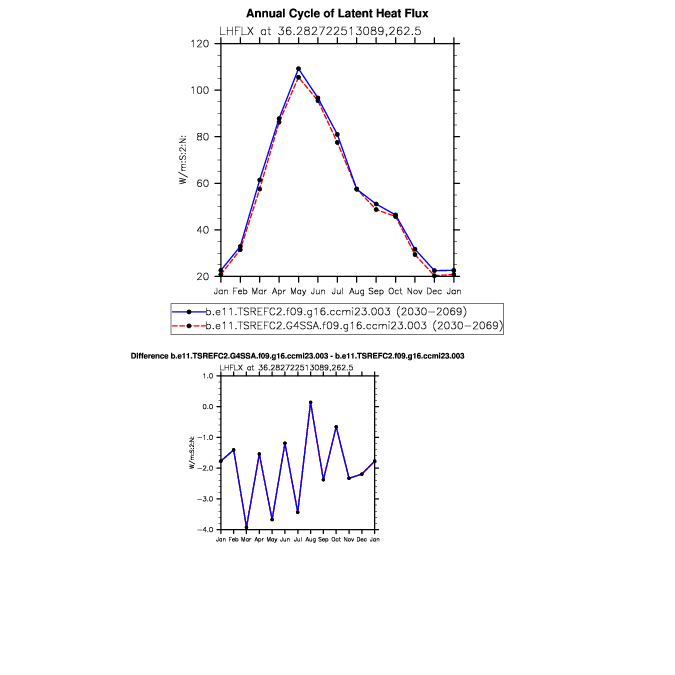 Annual Cycle of Latent Heat Flux
LHFLX at 36.282722513089,262.5
120
100
80
60
40
20
W/m:S:2:N:
Jan Feb Mar Apr May Jun Jul Aug Sep Oct Nov Dec Jan
b.e11.TSREFC2.f09.g16.ccmi23.003 (2030-2069)
b.e11.TSREFC2.G4SSA.f09.g16.ccmi23.003 (2030-2069)
Difference b.e11.TSREFC2.G4SSA.f09.g16.ccmi23.003 - b.e11.TSREFC2.f09.g16.ccmi23.003
LHFLX at 36.282722513089,262.5
1.0
0.0
-1.0
-2.0
-3.0
-4.0
W/m:S:2:N:
Jan Feb Mar Apr May Jun Jul Aug Sep Oct Nov Dec Jan